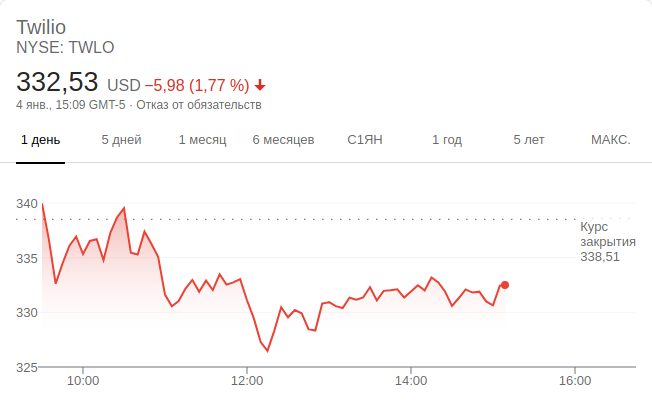 Twilio
NYSE: TWLO
332,53 USD −5,98 (1,77 %)
4 янв., 15:09 GMT-5 · Отказ от обязательств
1 день 5 дней 1 месяц 6 месяцев С1ЯН 1 год 5 лет МАКС.
340
Курс
закрытия
338,51
335
330
325
10:00 12:00 14:00 16:00